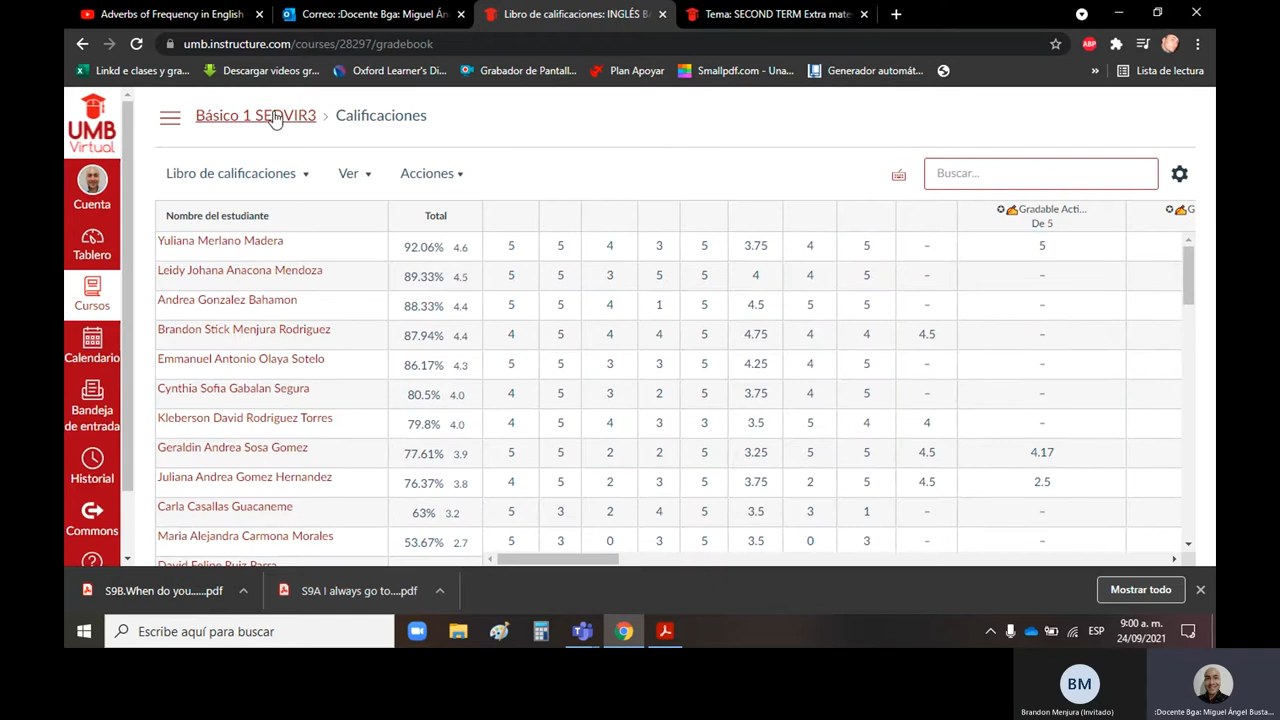 Adverbs of Frequency in English
Correo: :Docente Bga: Miguel Án
Libro de calificaciones: INGLÉS BA
Tema: SECOND TERM Extra mate
umb.instructure.com/courses/28297/gradebook
ABP
Linkd e clases y gra...
Descargar videos gr...
Oxford Learner's Di...
Grabador de Pantall...
Plan Apoyar
Smallpdf.com - Una...
Generador automát...
»
Lista de lectura
UMB
Virtual
Básico 1 SERVIR3 › Calificaciones
Cuenta
Tablero
Cursos
Calendario
Bandeja
de entrada
Historial
Commons
Libro de calificaciones
Ver
Acciones
Buscar...
Nombre del estudiante Total Gradable Acti... G
De 5
Yuliana Merlano Madera 92.06% 4.6 5 5 4 3 5 3.75 4 5 – 5
Leidy Johana Anacona Mendoza 89.33% 4.5 5 5 3 5 5 4 4 5 – –
Andrea Gonzalez Bahamon 88.33% 4.4 5 5 4 1 5 4.5 5 5 – –
Brandon Stick Menjura Rodriguez 87.94% 4.4 4 5 4 4 5 4.75 4 4 4.5 –
Emmanuel Antonio Olaya Sotelo 86.17% 4.3 5 5 3 3 5 4.25 4 5 – –
Cynthia Sofia Gabalan Segura 80.5% 4.0 4 5 3 2 5 3.75 4 5 – –
Kleberson David Rodriguez Torres 79.8% 4.0 4 5 4 3 3 3.5 5 4 4 –
Geraldin Andrea Sosa Gomez 77.61% 3.9 5 5 2 2 5 3.25 5 5 4.5 4.17
Juliana Andrea Gomez Hernandez 76.37% 3.8 4 5 2 3 5 3.75 2 5 4.5 2.5
Carla Casallas Guacaneme 63% 3.2 5 3 2 4 5 3.5 3 1 – –
Maria Alejandra Carmona Morales 53.67% 2.7 5 3 0 3 5 3.5 0 3 – –
David Felipe Ruiz Parra
S9B.When do you......pdf
S9A I always go to....pdf
Mostrar todo
Escribe aquí para buscar
ESP
9:00 a. m.
24/09/2021
BM
Brandon Menjura (Invitado)
:Docente Bga: Miguel Ángel Busta...